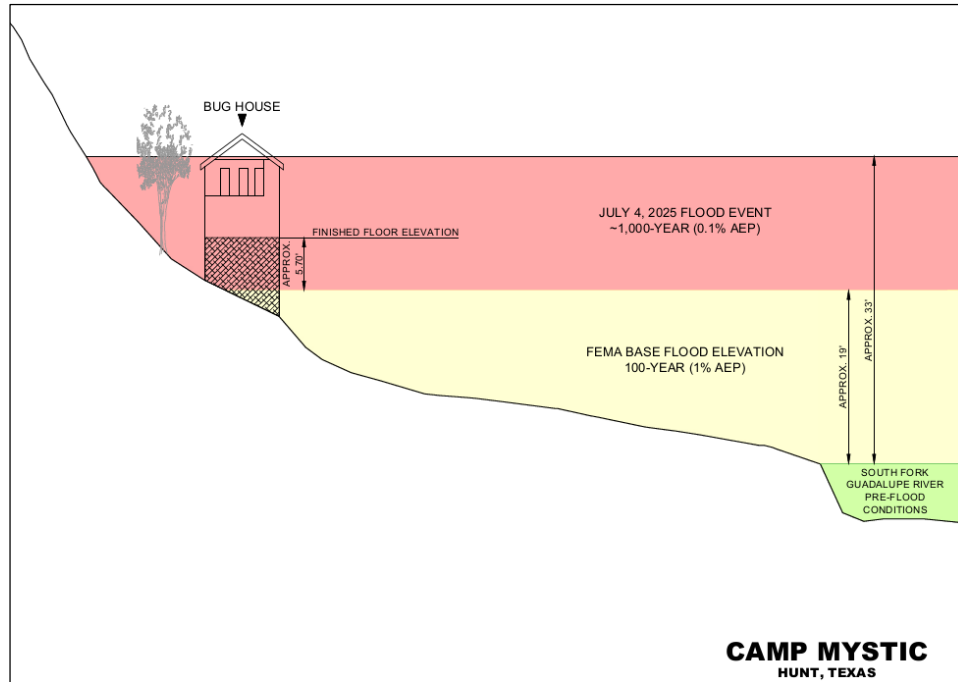 BUG HOUSE
JULY 4, 2025 FLOOD EVENT
~1,000-YEAR (0.1% AEP)
FINISHED FLOOR ELEVATION
APPROX.
5.70'
FEMA BASE FLOOD ELEVATION
100-YEAR (1% AEP)
APPROX. 19'
APPROX. 33'
SOUTH FORK
GUADALUPE RIVER
PRE-FLOOD
CONDITIONS
CAMP MYSTIC
HUNT, TEXAS